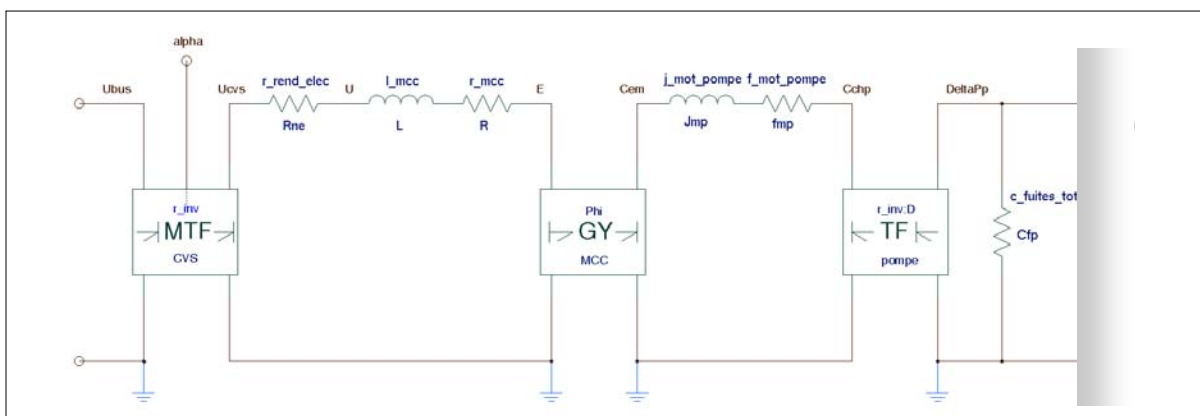 alpha
Ubus
Ucvs
r_rend_elec
U
l_mcc
r_mcc
E
Cem
j_mot_pompe
f_mot_pompe
Cchp
DeltaPp
Rne
L
R
Jmp
fmp
r_inv
MTF
CVS
Phi
GY
MCC
r_inv:D
TF
pompe
c_fuites_tot
Cfp